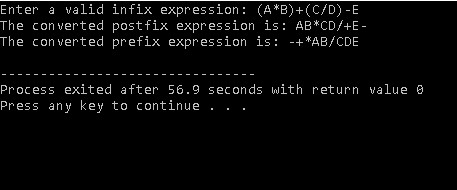 Enter a valid infix expression: (A*B)+(C/D)-E
The converted postfix expression is: AB*CD/+E-
The converted prefix expression is: -+*AB/CDE
--------------------------------
Process exited after 56.9 seconds with return value 0
Press any key to continue . . .